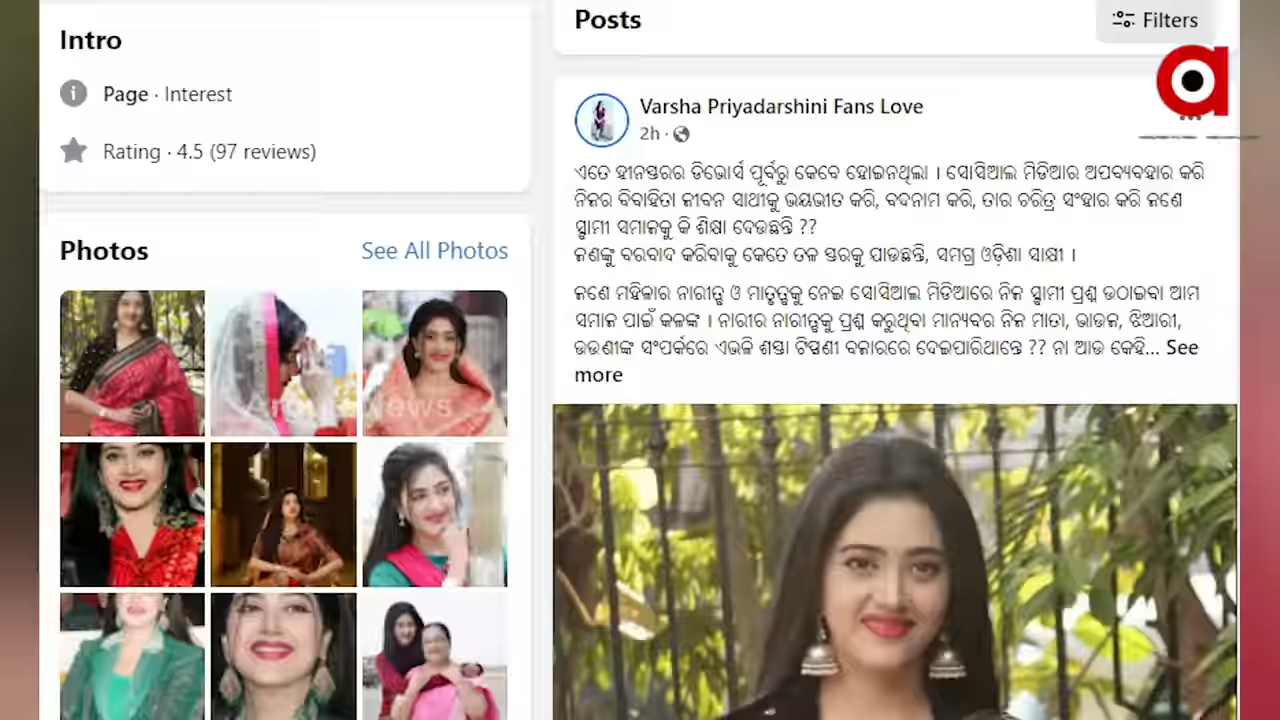 Intro
Page · Interest
Rating · 4.5 (97 reviews)
Photos
See All Photos
Posts
Filters
Varsha Priyadarshini Fans Love
2h ·
ଏତେ ହୀନସ୍ତରର ଡିଭୋର୍ସ ପୂର୍ବରୁ କେବେ ହୋଇନଥିଲା । ସୋସିଆଲ ମିଡିଆର ଅପବ୍ୟବହାର କରି
ନିଜର ବିବାହିତା ଜୀବନ ସାଥୀକୁ ଭୟଭୀତ କରି, ବଦନାମ କରି, ତାର ଚରିତ୍ର ସଂହାର କରି ଜଣେ
ସ୍ଵାମୀ ସମାଜକୁ କି ଶିକ୍ଷା ଦେଉଛନ୍ତି ??
ଜଣଙ୍କୁ ବରବାଦ କରିବାକୁ କେତେ ତଳ ସ୍ତରକୁ ଯାଉଛନ୍ତି, ସମଗ୍ର ଓଡ଼ିଶା ସାକ୍ଷୀ ।
ଜଣେ ମହିଳାର ନାରୀତ୍ଵ ଓ ମାତୃତ୍ଵକୁ ନେଇ ସୋସିଆଲ ମିଡିଆରେ ନିଜ ସ୍ଵାମୀ ପ୍ରଶ୍ନ ଉଠାଇବା ଆମ
ସମାଜ ପାଇଁ କଳଙ୍କ । ନାରୀର ନାରୀତ୍ଵକୁ ପ୍ରଶ୍ନ କରୁଥିବା ମାନ୍ୟବର ନିଜ ମାତା, ଭାଉଜ, ଝିଆରୀ,
ଭଉଣୀଙ୍କ ସଂପର୍କରେ ଏଭଳି ଶସ୍ତା ଟିପ୍ପଣୀ ବଜାରରେ ଦେଇପାରିଥାନ୍ତେ ?? ନା ଆଉ କେହି... See
more